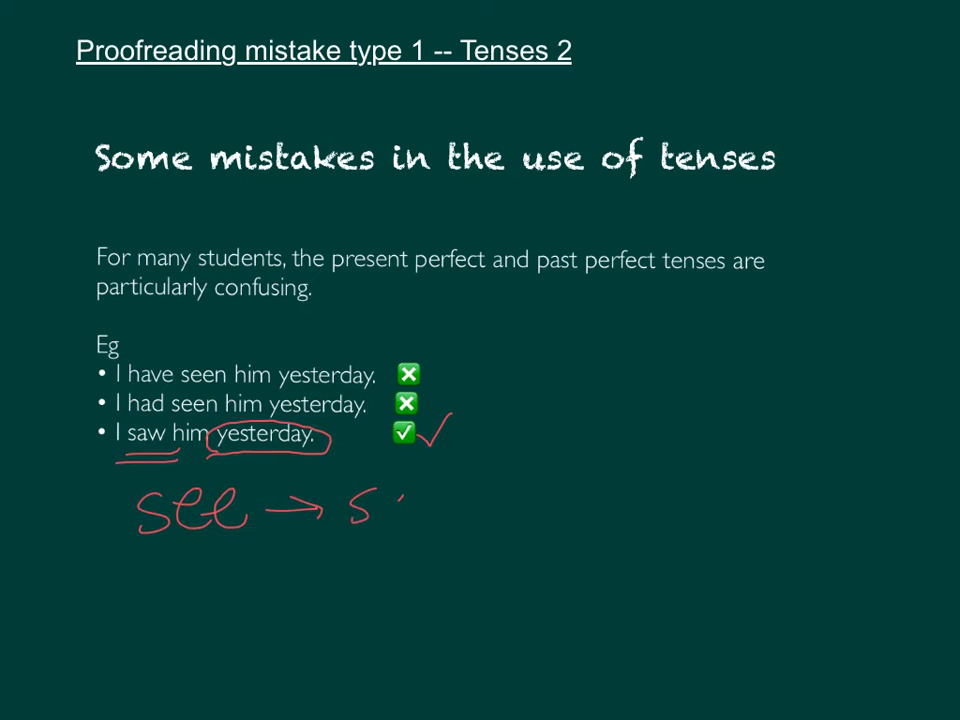 Proofreading mistake type 1 -- Tenses 2
Some mistakes in the use of tenses
For many students, the present perfect and past perfect tenses are
particularly confusing.
Eg
• I have seen him yesterday. ❎
• I had seen him yesterday. ❎
• I saw him yesterday. ✅
see → s